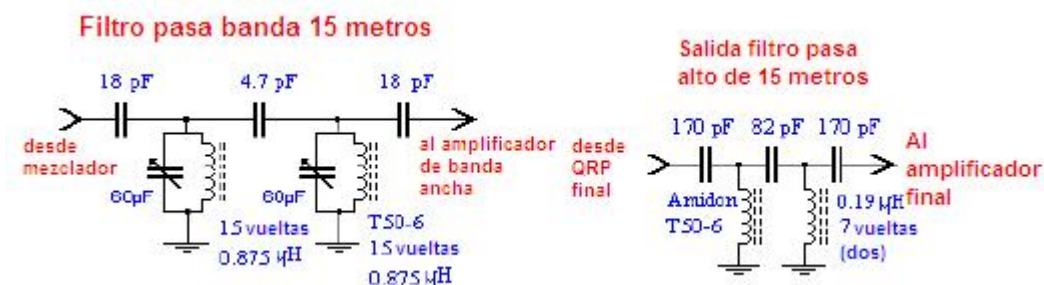 Filtro pasa banda 15 metros
18 pF
4.7 pF
18 pF
desde
mezclador
60pF
15 vueltas
0.875 µH
60pF
T50-6
15 vueltas
0.875 µH
al amplificador
de banda
ancha
Salida filtro pasa
alto de 15 metros
170 pF
82 pF
170 pF
desde
QRP
final
Amidon
T50-6
0.19 µH
7 vueltas
(dos)
Al
amplificador
final